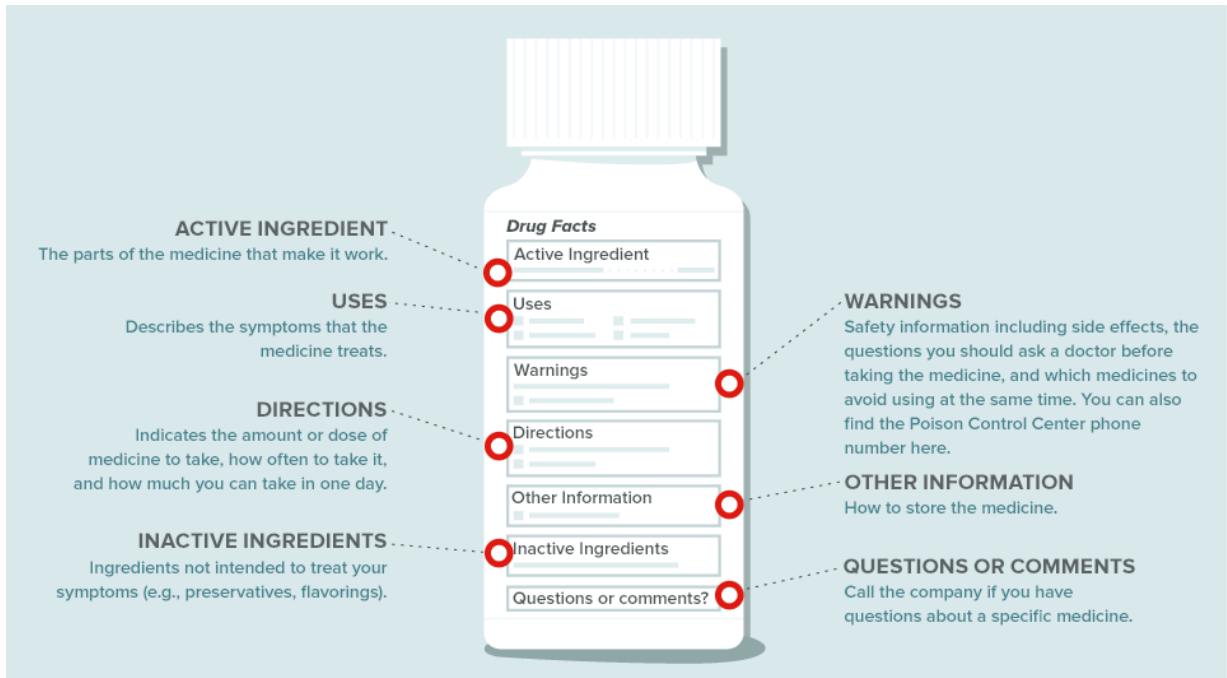 ACTIVE INGREDIENT
The parts of the medicine that make it work.
USES
Describes the symptoms that the
medicine treats.
DIRECTIONS
Indicates the amount or dose of
medicine to take, how often to take it,
and how much you can take in one day.
INACTIVE INGREDIENTS
Ingredients not intended to treat your
symptoms (e.g., preservatives, flavorings).
Drug Facts
Active Ingredient
Uses
Warnings
Directions
Other Information
Inactive Ingredients
Questions or comments?
WARNINGS
Safety information including side effects, the
questions you should ask a doctor before
taking the medicine, and which medicines to
avoid using at the same time. You can also
find the Poison Control Center phone
number here.
OTHER INFORMATION
How to store the medicine.
QUESTIONS OR COMMENTS
Call the company if you have
questions about a specific medicine.